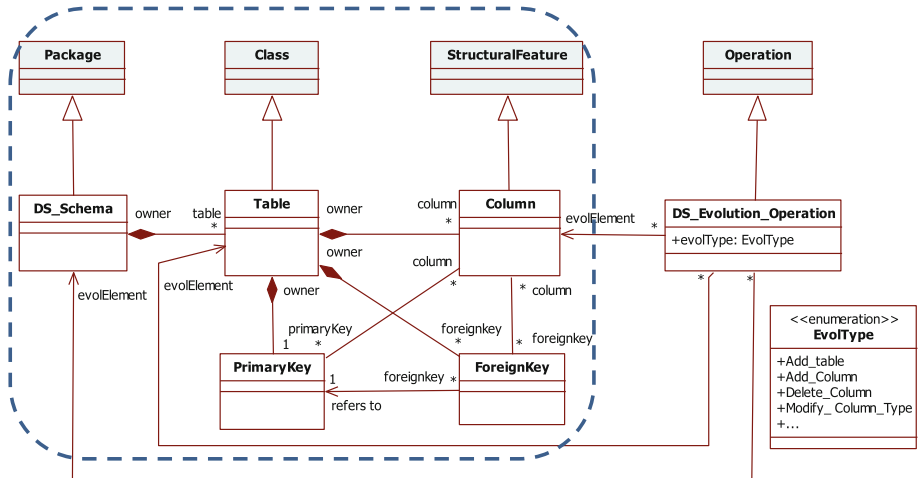 Package
Class
StructuralFeature
Operation
DS_Schema
owner
table
*
Table
owner
column
*
Column
evolElement
*
DS_Evolution_Operation
+evolType: EvolType
owner
evolElement
evolElement
owner
column
*
*
column
*
*
primaryKey
*
1
foreignkey
*
*
foreignkey
<<enumeration>>
EvolType
+Add_table
+Add_Column
+Delete_Column
+Modify_ Column_Type
+...
PrimaryKey
1
refers to
foreignkey
*
ForeignKey